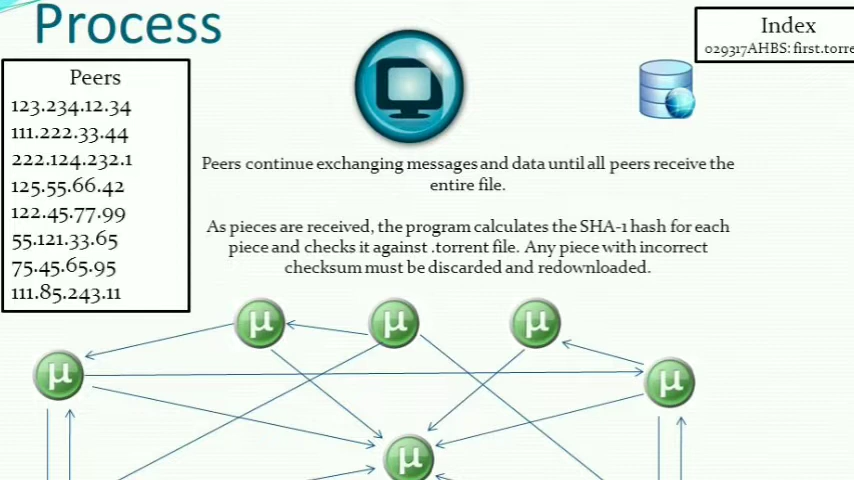 Process
Index
029317AHBS: first.torre
Peers
123.234.12.34
111.222.33.44
222.124.232.1
125.55.66.42
122.45.77.99
55.121.33.65
75.45.65.95
111.85.243.11
Peers continue exchanging messages and data until all peers receive the
entire file.
As pieces are received, the program calculates the SHA-1 hash for each
piece and checks it against .torrent file. Any piece with incorrect
checksum must be discarded and redownloaded.
µ
µ
µ
µ
µ
µ